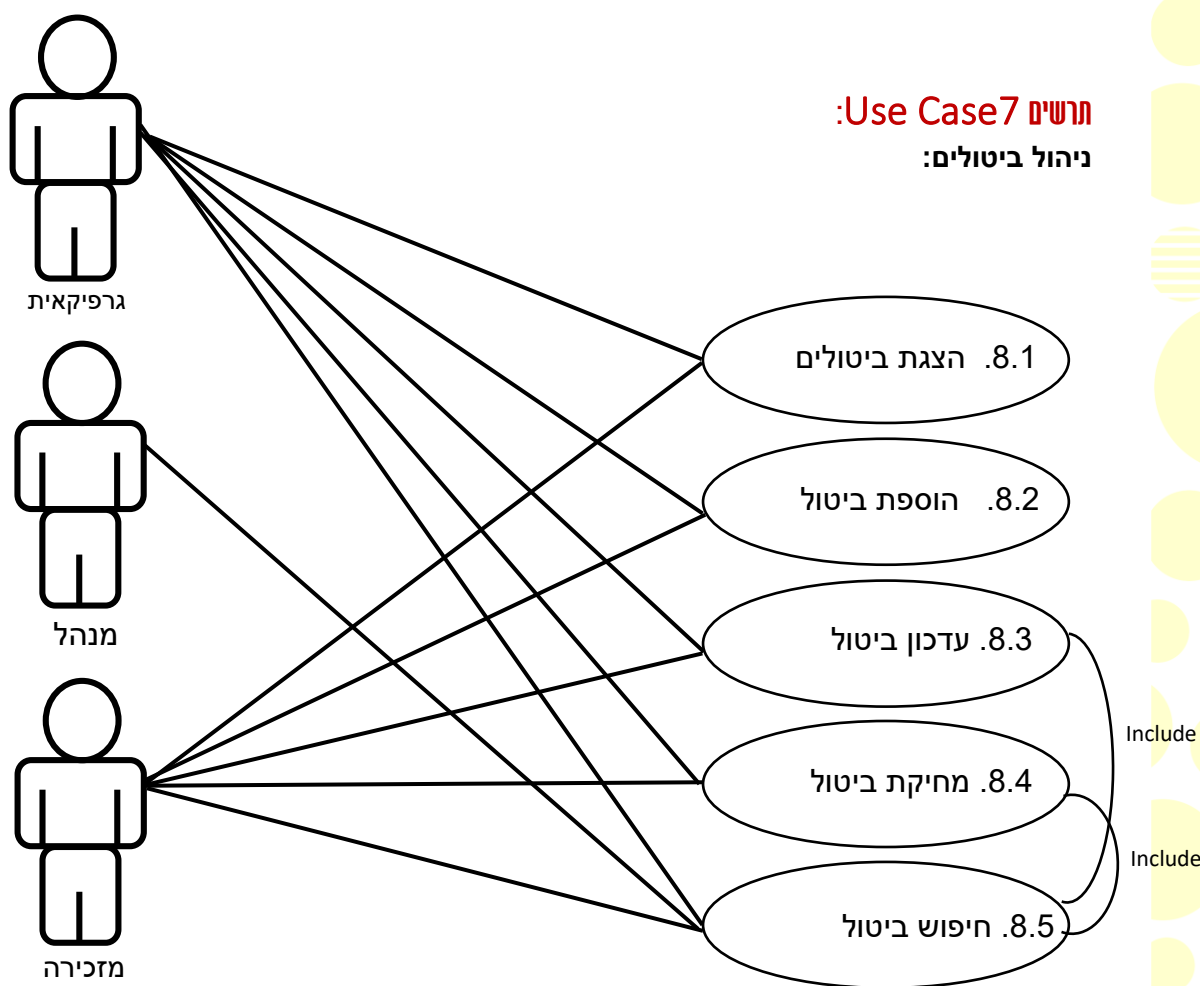 תרשים Use Case7:
ניהול ביטולים:
גרפיקאית
8.1. הצגת ביטולים
8.2. הוספת ביטול
מנהל
8.3. עדכון ביטול
Include
8.4. מחיקת ביטול
Include
8.5. חיפוש ביטול
מזכירה